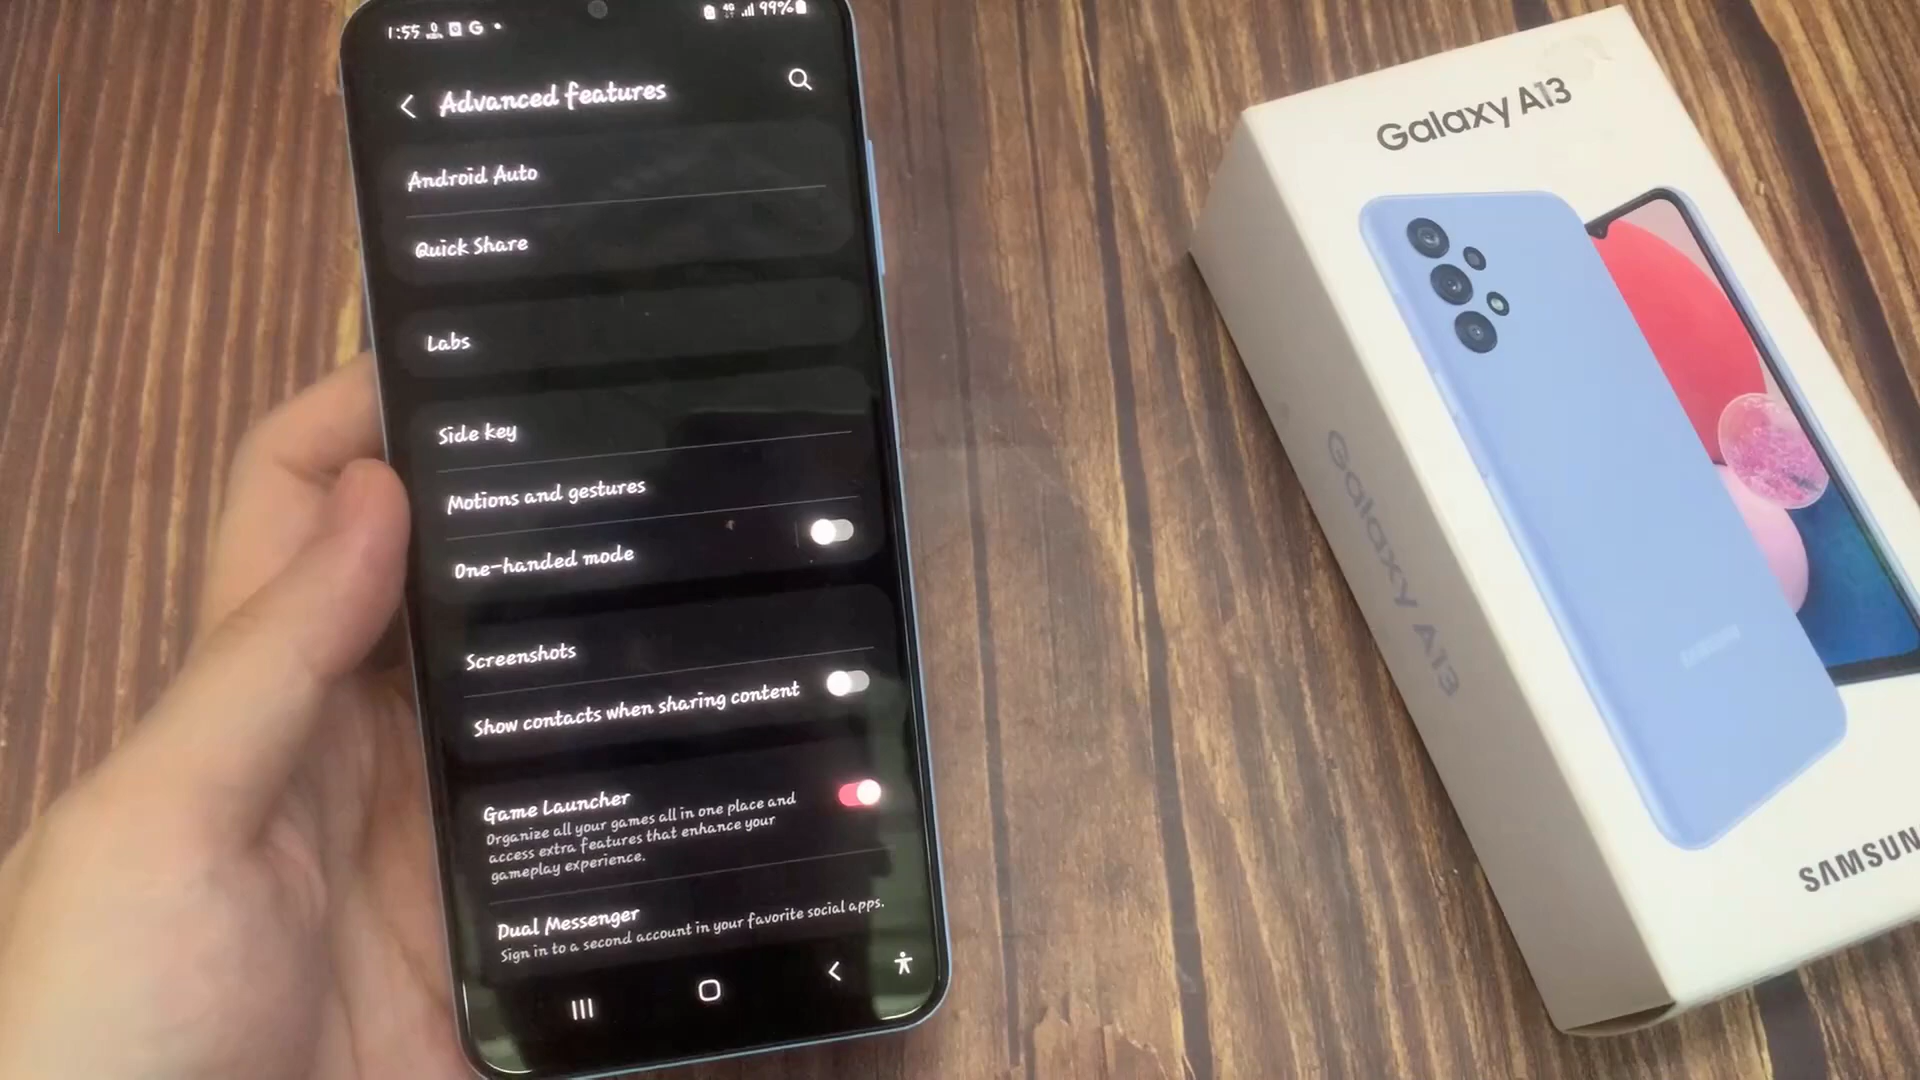 1:55
4G
99%
Advanced features
Android Auto
Quick Share
Labs
Side key
Motions and gestures
One-handed mode
Screenshots
Show contacts when sharing content
Game Launcher
Organize all your games all in one place and
access extra features that enhance your
gameplay experience.
Dual Messenger
Sign in to a second account in your favorite social apps.
Galaxy A13
Galaxy A13
SAMSUNG
SAMSUN